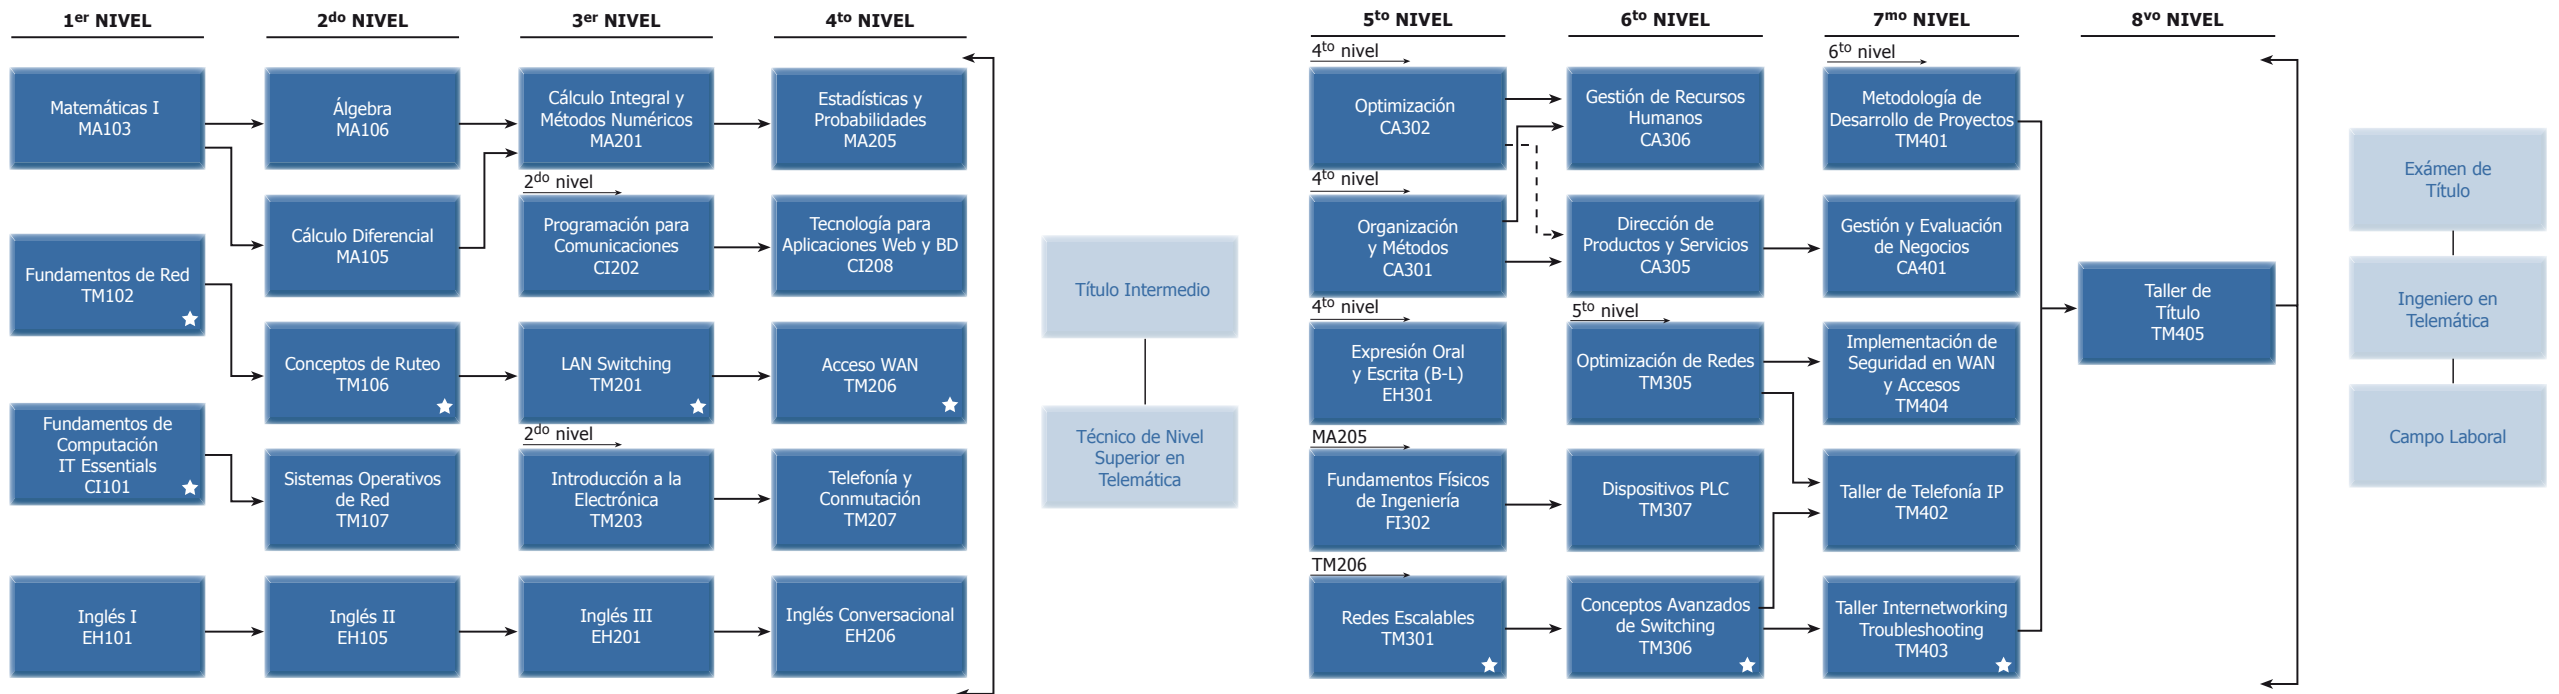 1er NIVEL
Matemáticas I
MA103
Fundamentos de Red
TM102
Fundamentos de
Computación
IT Essentials
CI101
Inglés I
EH101
2do NIVEL
Álgebra
MA106
Cálculo Diferencial
MA105
Conceptos de Ruteo
TM106
Sistemas Operativos
de Red
TM107
Inglés II
EH105
3er NIVEL
Cálculo Integral y
Métodos Numéricos
MA201
2do nivel
Programación para
Comunicaciones
CI202
LAN Switching
TM201
2do nivel
Introducción a la
Electrónica
TM203
Inglés III
EH201
4to NIVEL
Estadísticas y
Probabilidades
MA205
Tecnología para
Aplicaciones Web y BD
CI208
Acceso WAN
TM206
Telefonía y
Conmutación
TM207
Inglés Conversacional
EH206
Título Intermedio
Técnico de Nivel
Superior en
Telemática
5to NIVEL
4to nivel
Optimización
CA302
4to nivel
Organización
y Métodos
CA301
4to nivel
Expresión Oral
y Escrita (B-L)
EH301
MA205
Fundamentos Físicos
de Ingeniería
FI302
TM206
Redes Escalables
TM301
6to NIVEL
Gestión de Recursos
Humanos
CA306
Dirección de
Productos y Servicios
CA305
5to nivel
Optimización de Redes
TM305
Dispositivos PLC
TM307
Conceptos Avanzados
de Switching
TM306
7mo NIVEL
6to nivel
Metodología de
Desarrollo de Proyectos
TM401
Gestión y Evaluación
de Negocios
CA401
Implementación de
Seguridad en WAN
y Accesos
TM404
Taller de Telefonía IP
TM402
Taller Internetworking
Troubleshooting
TM403
8vo NIVEL
Taller de
Título
TM405
Exámen de
Título
Ingeniero en
Telemática
Campo Laboral